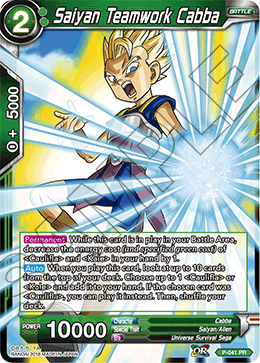 2
Saiyan Teamwork Cabba
BATTLE
0 + 5000
Permanent: While this card is in play in your Battle Area,
decrease the energy cost (and specified green cost) of
<Caulifla> and <Kale> in your hand by 1.
Auto When you play this card, look at up to 10 cards
from the top of your deck. Choose up to 1 <Caulifla> or
<Kale> and add it to your hand. If the chosen card was
<Caulifla>, you can play it instead. Then, shuffle your
deck.
BANDAI 2018 MADE IN JAPAN
POWER
10000
Character
Cabba
Special Trait
Saiyan/Alien
Era
Universe Survival Saga
P-041 PR